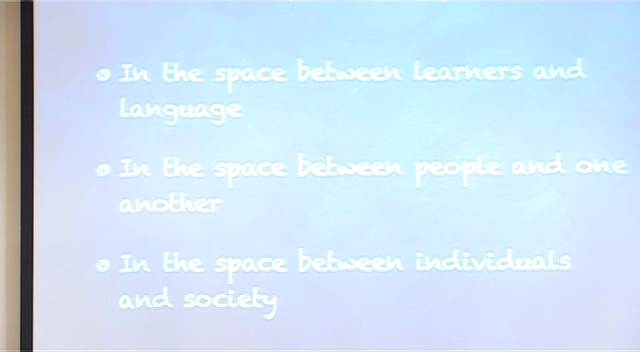 • In the space between learners and
language
• In the space between people and one
another
• In the space between individuals
and society